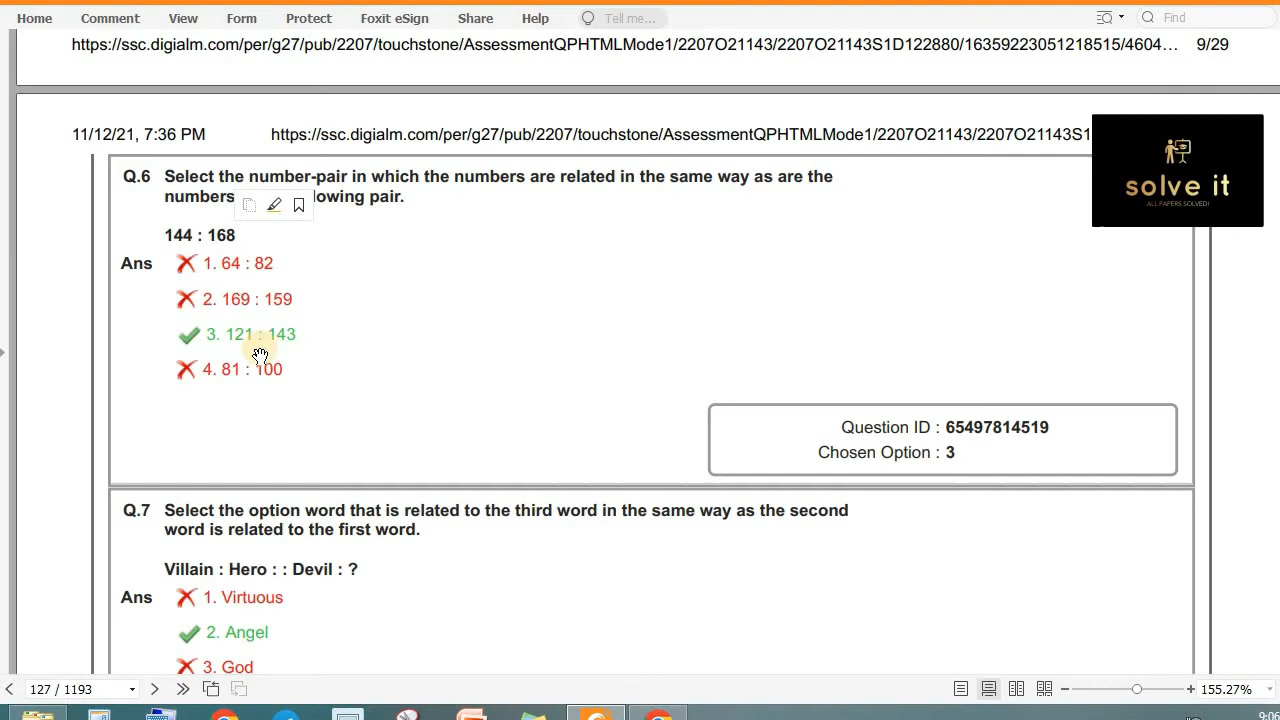 Home Comment View Form Protect Foxit eSign Share Help Tell me... Find
https://ssc.digialm.com/per/g27/pub/2207/touchstone/AssessmentQPHTMLMode1/2207O21143/2207O21143S1D122880/16359223051218515/4604… 9/29
11/12/21, 7:36 PM https://ssc.digialm.com/per/g27/pub/2207/touchstone/AssessmentQPHTMLMode1/2207O21143/2207O21143S1
solve it
ALL PAPERS SOLVED!
Q.6 Select the number-pair in which the numbers are related in the same way as are the
numbers lowing pair.
144 : 168
Ans 1. 64 : 82
2. 169 : 159
3. 121 : 143
4. 81 : 100
Question ID : 65497814519
Chosen Option : 3
Q.7 Select the option word that is related to the third word in the same way as the second
word is related to the first word.
Villain : Hero : : Devil : ?
Ans 1. Virtuous
2. Angel
3. God
127 / 1193 155.27%